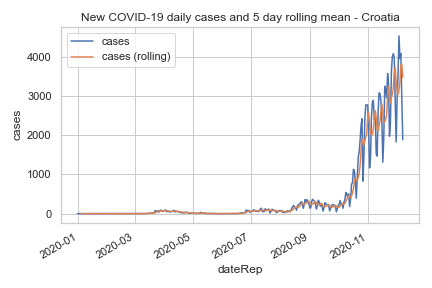 New COVID-19 daily cases and 5 day rolling mean - Croatia
cases
cases (rolling)
4000
3000
2000
1000
0
cases
2020-01
2020-03
2020-05
2020-07
2020-09
2020-11
dateRep